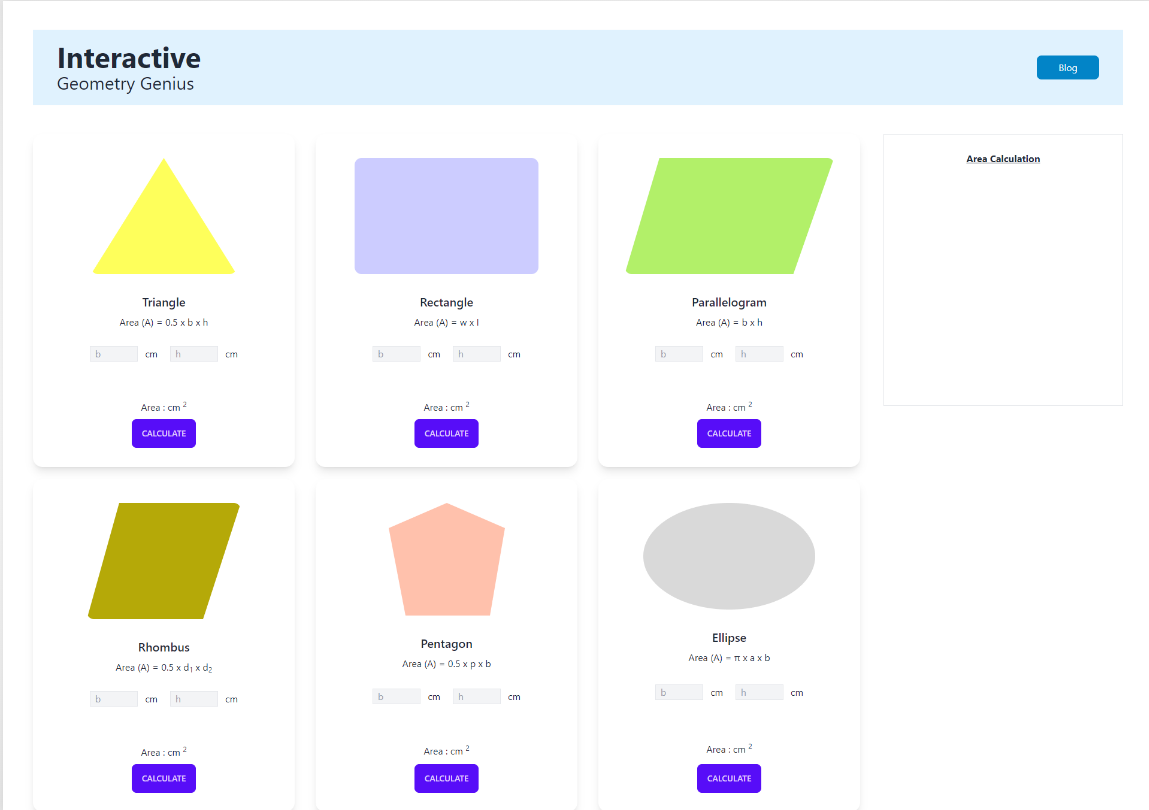 Interactive
Geometry Genius
Blog
Triangle
Area (A) = 0.5 x b x h
b cm h cm
Area : cm 2
CALCULATE
Rectangle
Area (A) = w x l
b cm h cm
Area : cm 2
CALCULATE
Parallelogram
Area (A) = b x h
b cm h cm
Area : cm 2
CALCULATE
Area Calculation
Rhombus
Area (A) = 0.5 x d1 x d2
b cm h cm
Area : cm 2
CALCULATE
Pentagon
Area (A) = 0.5 x p x b
b cm h cm
Area : cm 2
CALCULATE
Ellipse
Area (A) = π x a x b
b cm h cm
Area : cm 2
CALCULATE